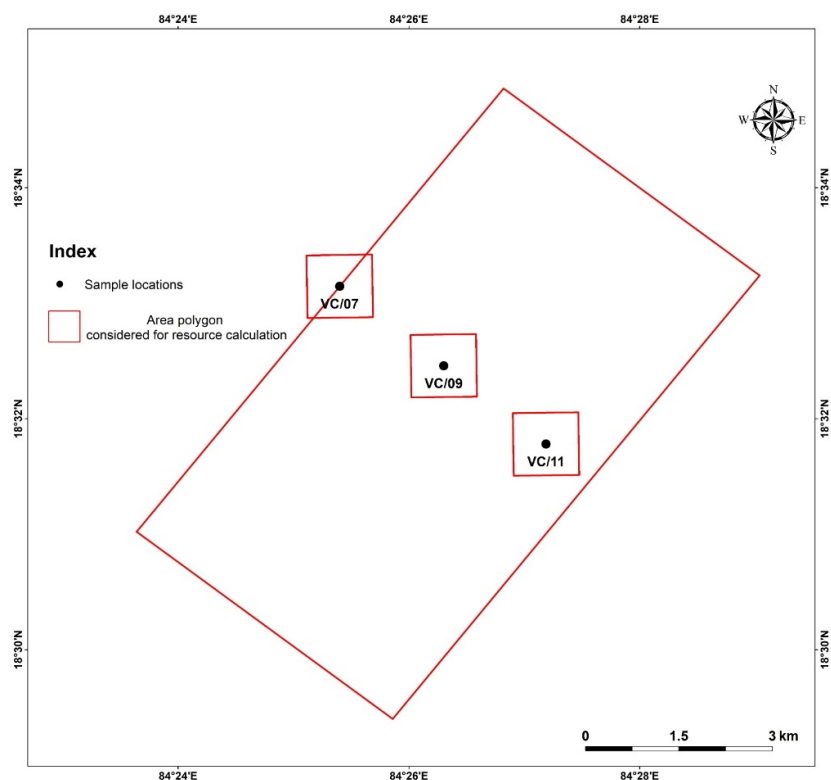 84°24'E 84°26'E 84°28'E
N
W E
S
18°34'N 18°34'N
Index
Sample locations
VC/07
Area polygon
considered for resource calculation
VC/09
18°32'N 18°32'N
VC/11
18°30'N 18°30'N
0 1.5 3 km
84°24'E 84°26'E 84°28'E